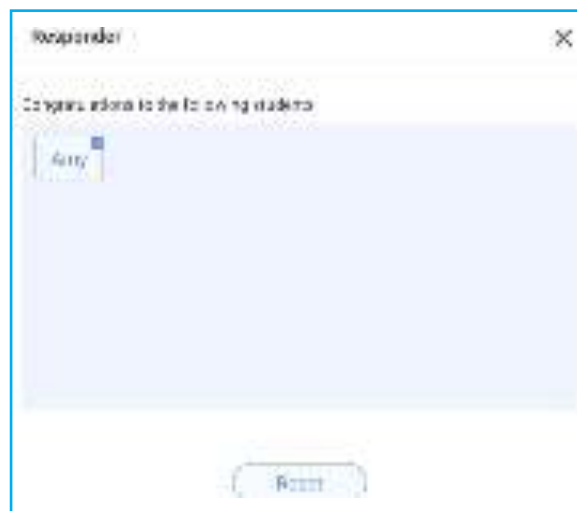 Responder
Congratulations to the following students
Amy
Reset